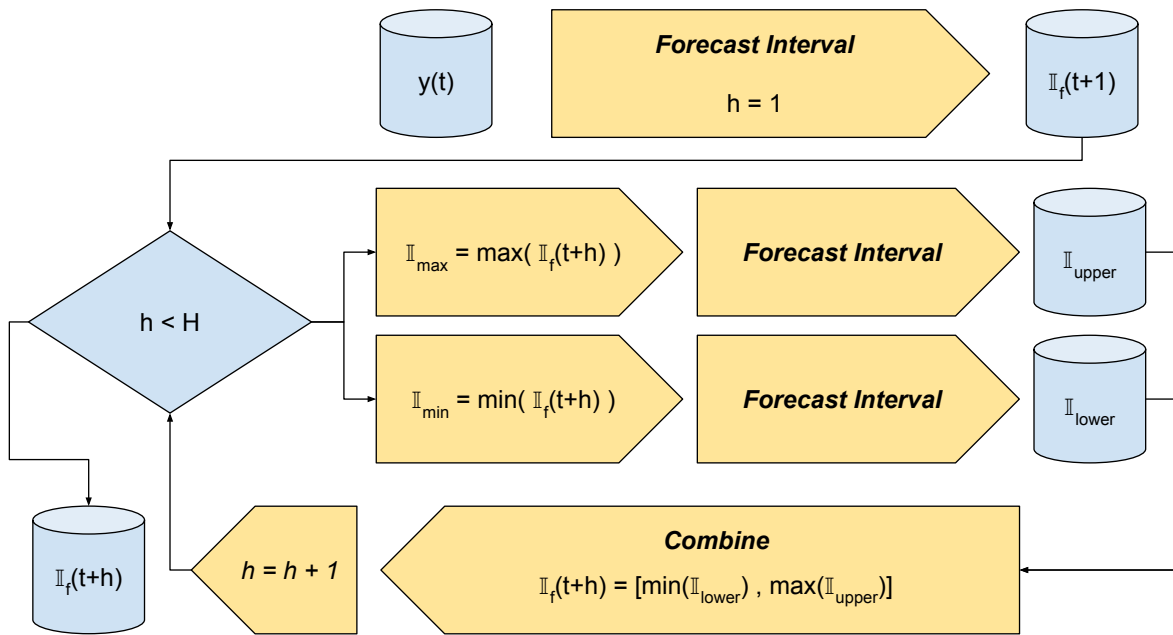 y(t)
Forecast Interval
h = 1
𝕀f(t+1)
h < H
𝕀max = max( 𝕀f(t+h) )
Forecast Interval
𝕀upper
𝕀min = min( 𝕀f(t+h) )
Forecast Interval
𝕀lower
𝕀f(t+h)
h = h + 1
Combine
𝕀f(t+h) = [min(𝕀lower) , max(𝕀upper)]